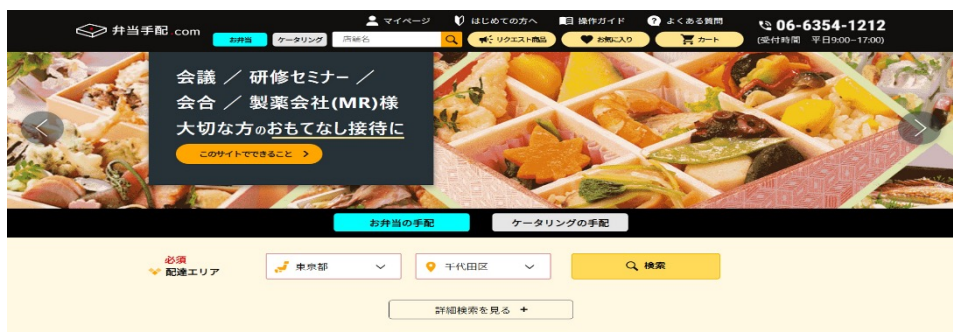 弁当手配.com
お弁当 ケータリング 店舗名
マイページ はじめての方へ 操作ガイド ? よくある質問
リクエスト商品 お気に入り カート
06-6354-1212
(受付時間 平日9:00~17:00)
会議 / 研修セミナー /
会合 / 製薬会社(MR)様
大切な方のおもてなし接待に
このサイトでできること >
お弁当の手配 ケータリングの手配
必須
配達エリア 東京都 千代田区 検索
詳細検索を見る +